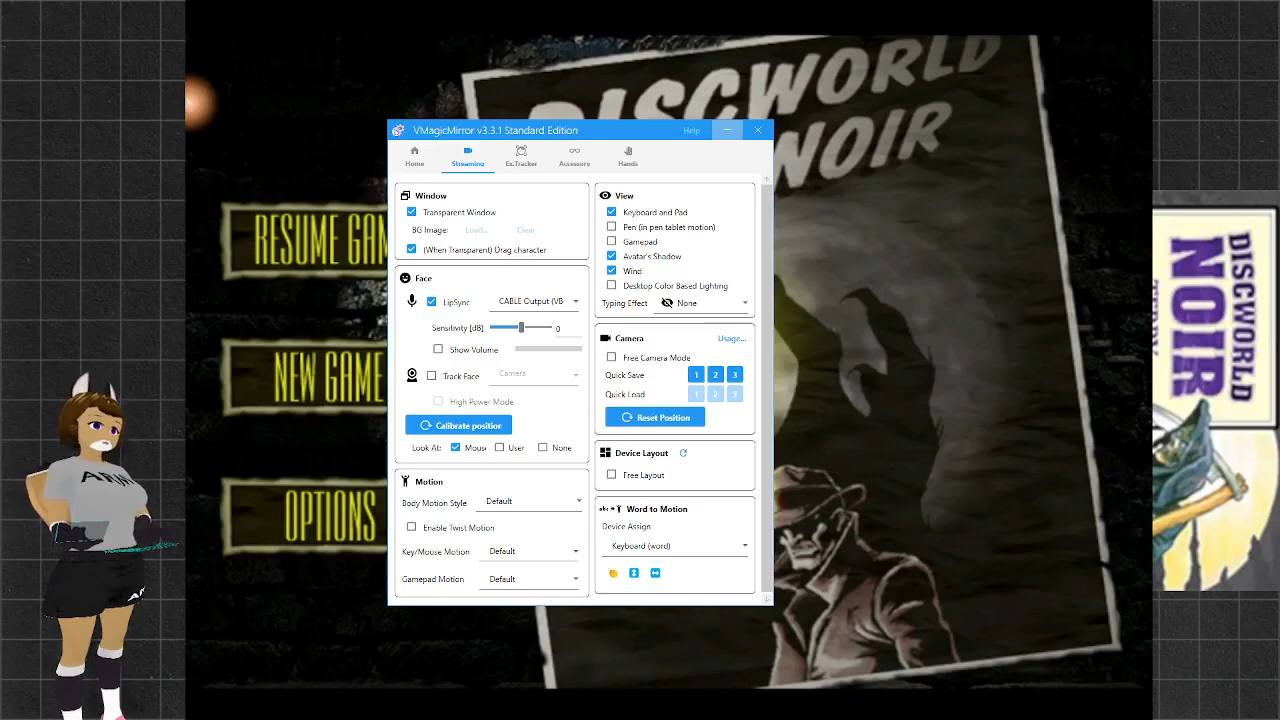 DISCWORLD
NOIR
RESUME GAM
NEW GAME
OPTIONS
VMagicMirror v3.3.1 Standard Edition
Help
Home
Streaming
Ex.Tracker
Accessory
Hands
Window
Transparent Window
BG Image: Load... Clear
(When Transparent) Drag character
Face
LipSync CABLE Output (VB
Sensitivity [dB] 0
Show Volume
Track Face Camera
High Power Mode
Calibrate position
Look At: Mous User None
Motion
Body Motion Style Default
Enable Twist Motion
Key/Mouse Motion Default
Gamepad Motion Default
View
Keyboard and Pad
Pen (in pen tablet motion)
Gamepad
Avatar's Shadow
Wind
Desktop Color Based Lighting
Typing Effect None
Camera Usage...
Free Camera Mode
Quick Save 1 2 3
Quick Load 1 2 3
Reset Position
Device Layout
Free Layout
abc Word to Motion
Device Assign
Keyboard (word)
DISCWORLD
NOIR